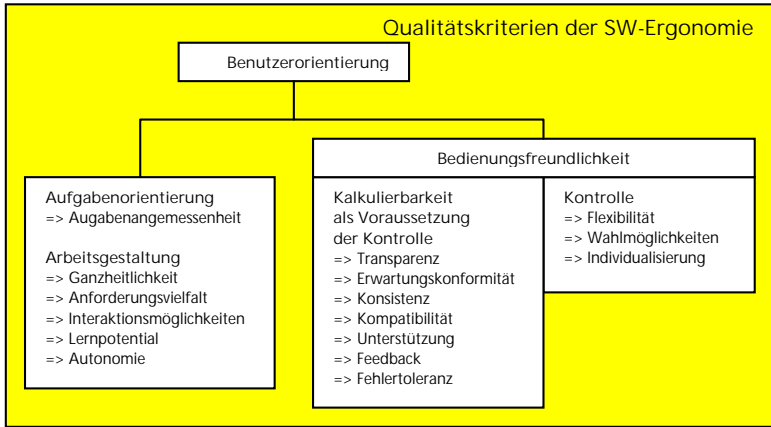 Qualitätskriterien der SW-Ergonomie
Benutzerorientierung
Aufgabenorientierung
=> Augabenangemessenheit
Arbeitsgestaltung
=> Ganzheitlichkeit
=> Anforderungsvielfalt
=> Interaktionsmöglichkeiten
=> Lernpotential
=> Autonomie
Bedienungsfreundlichkeit
Kalkulierbarkeit
als Voraussetzung
der Kontrolle
=> Transparenz
=> Erwartungskonformität
=> Konsistenz
=> Kompatibilität
=> Unterstützung
=> Feedback
=> Fehlertoleranz
Kontrolle
=> Flexibilität
=> Wahlmöglichkeiten
=> Individualisierung